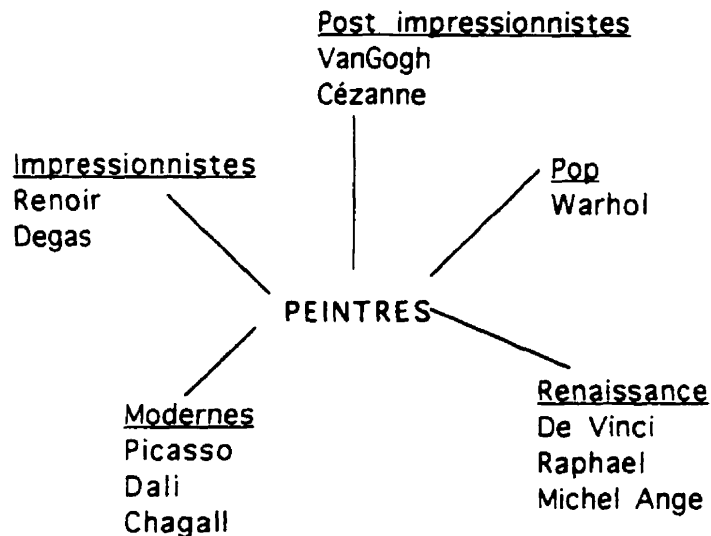 Post impressionnistes
VanGogh
Cézanne
Impressionnistes
Renoir
Degas
Pop
Warhol
PEINTRES
Modernes
Picasso
Dali
Chagall
Renaissance
De Vinci
Raphael
Michel Ange